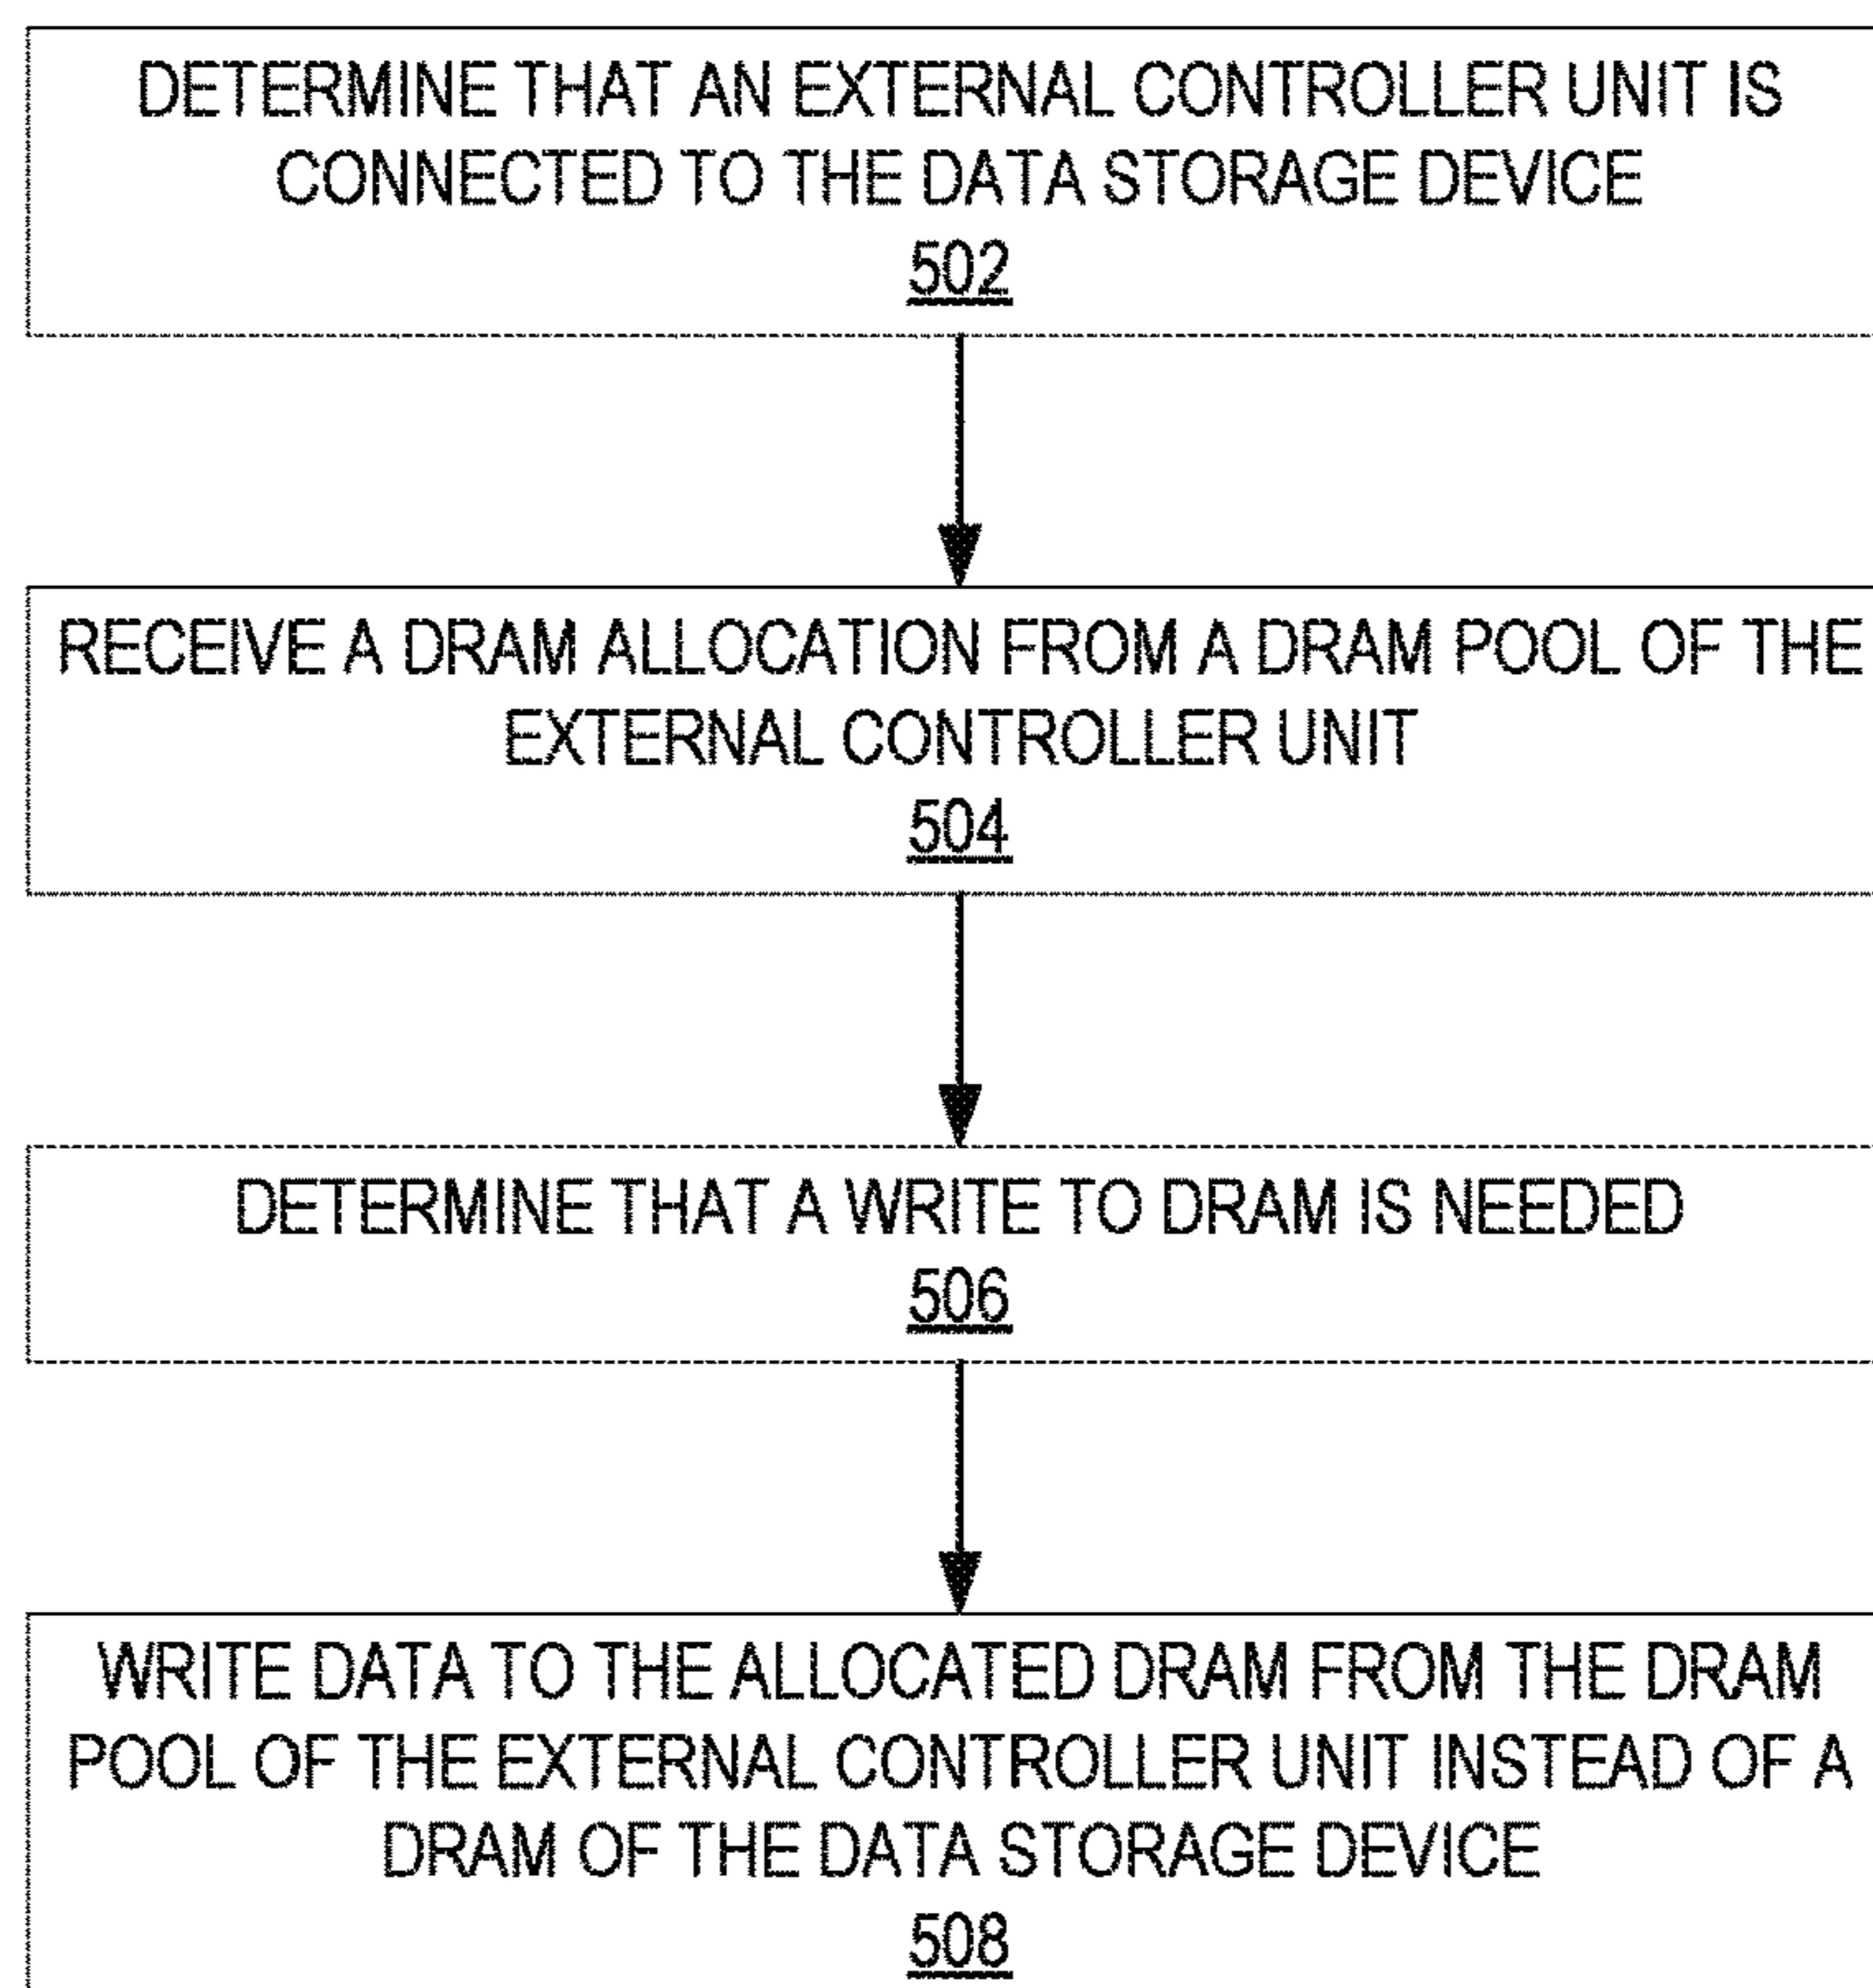 DETERMINE THAT AN EXTERNAL CONTROLLER UNIT IS
CONNECTED TO THE DATA STORAGE DEVICE
502
RECEIVE A DRAM ALLOCATION FROM A DRAM POOL OF THE
EXTERNAL CONTROLLER UNIT
504
DETERMINE THAT A WRITE TO DRAM IS NEEDED
506
WRITE DATA TO THE ALLOCATED DRAM FROM THE DRAM
POOL OF THE EXTERNAL CONTROLLER UNIT INSTEAD OF A
DRAM OF THE DATA STORAGE DEVICE
508